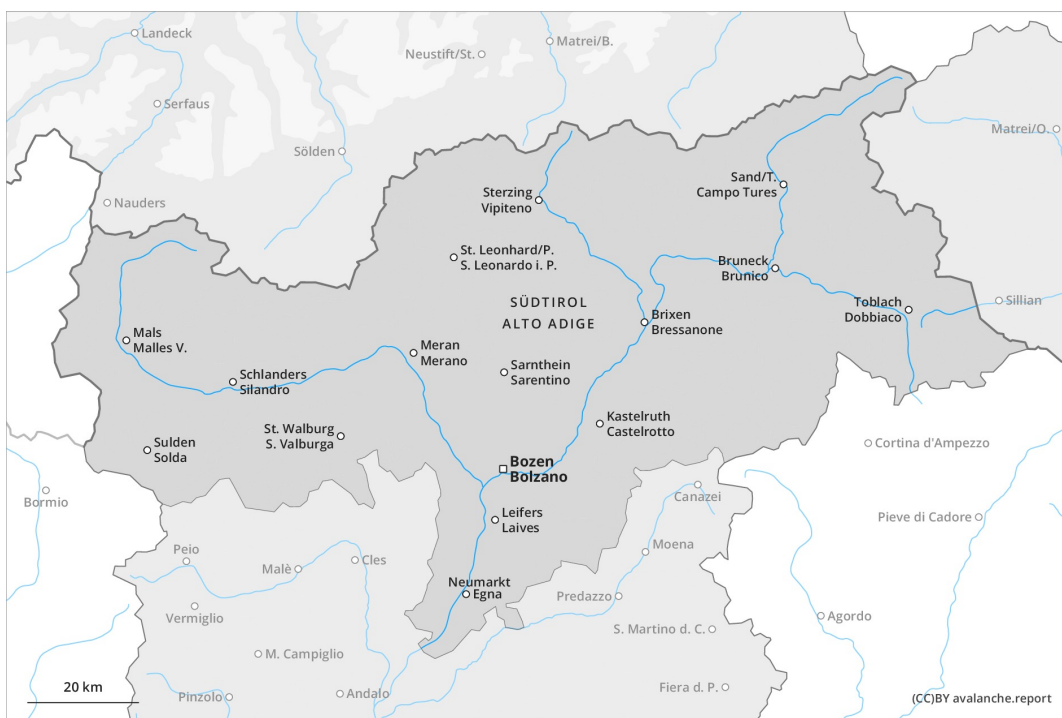 Landeck
Matrei/B.
Neustift/St.
Serfaus
Matrei/O.
Sölden
Sand/T.
Campo Tures
Sterzing
Vipiteno
Nauders
St. Leonhard/P.
S. Leonardo i. P.
Bruneck
Brunico
SÜDTIROL
ALTO ADIGE
Toblach
Dobbiaco
Sillian
Brixen
Bressanone
Mals
Malles V.
Meran
Merano
Sarnthein
Sarentino
Schlanders
Silandro
Kastelruth
Castelrotto
St. Walburg
S. Valburga
Sulden
Solda
Cortina d'Ampezzo
Bozen
Bolzano
Bormio
Canazei
Leifers
Laives
Pieve di Cadore
Moena
Peio
Cles
Malè
Neumarkt
Egna
Predazzo
Vermiglio
Agordo
S. Martino d. C.
M. Campiglio
20 km
Pinzolo
Andalo
Fiera d. P.
(CC)BY avalanche.report